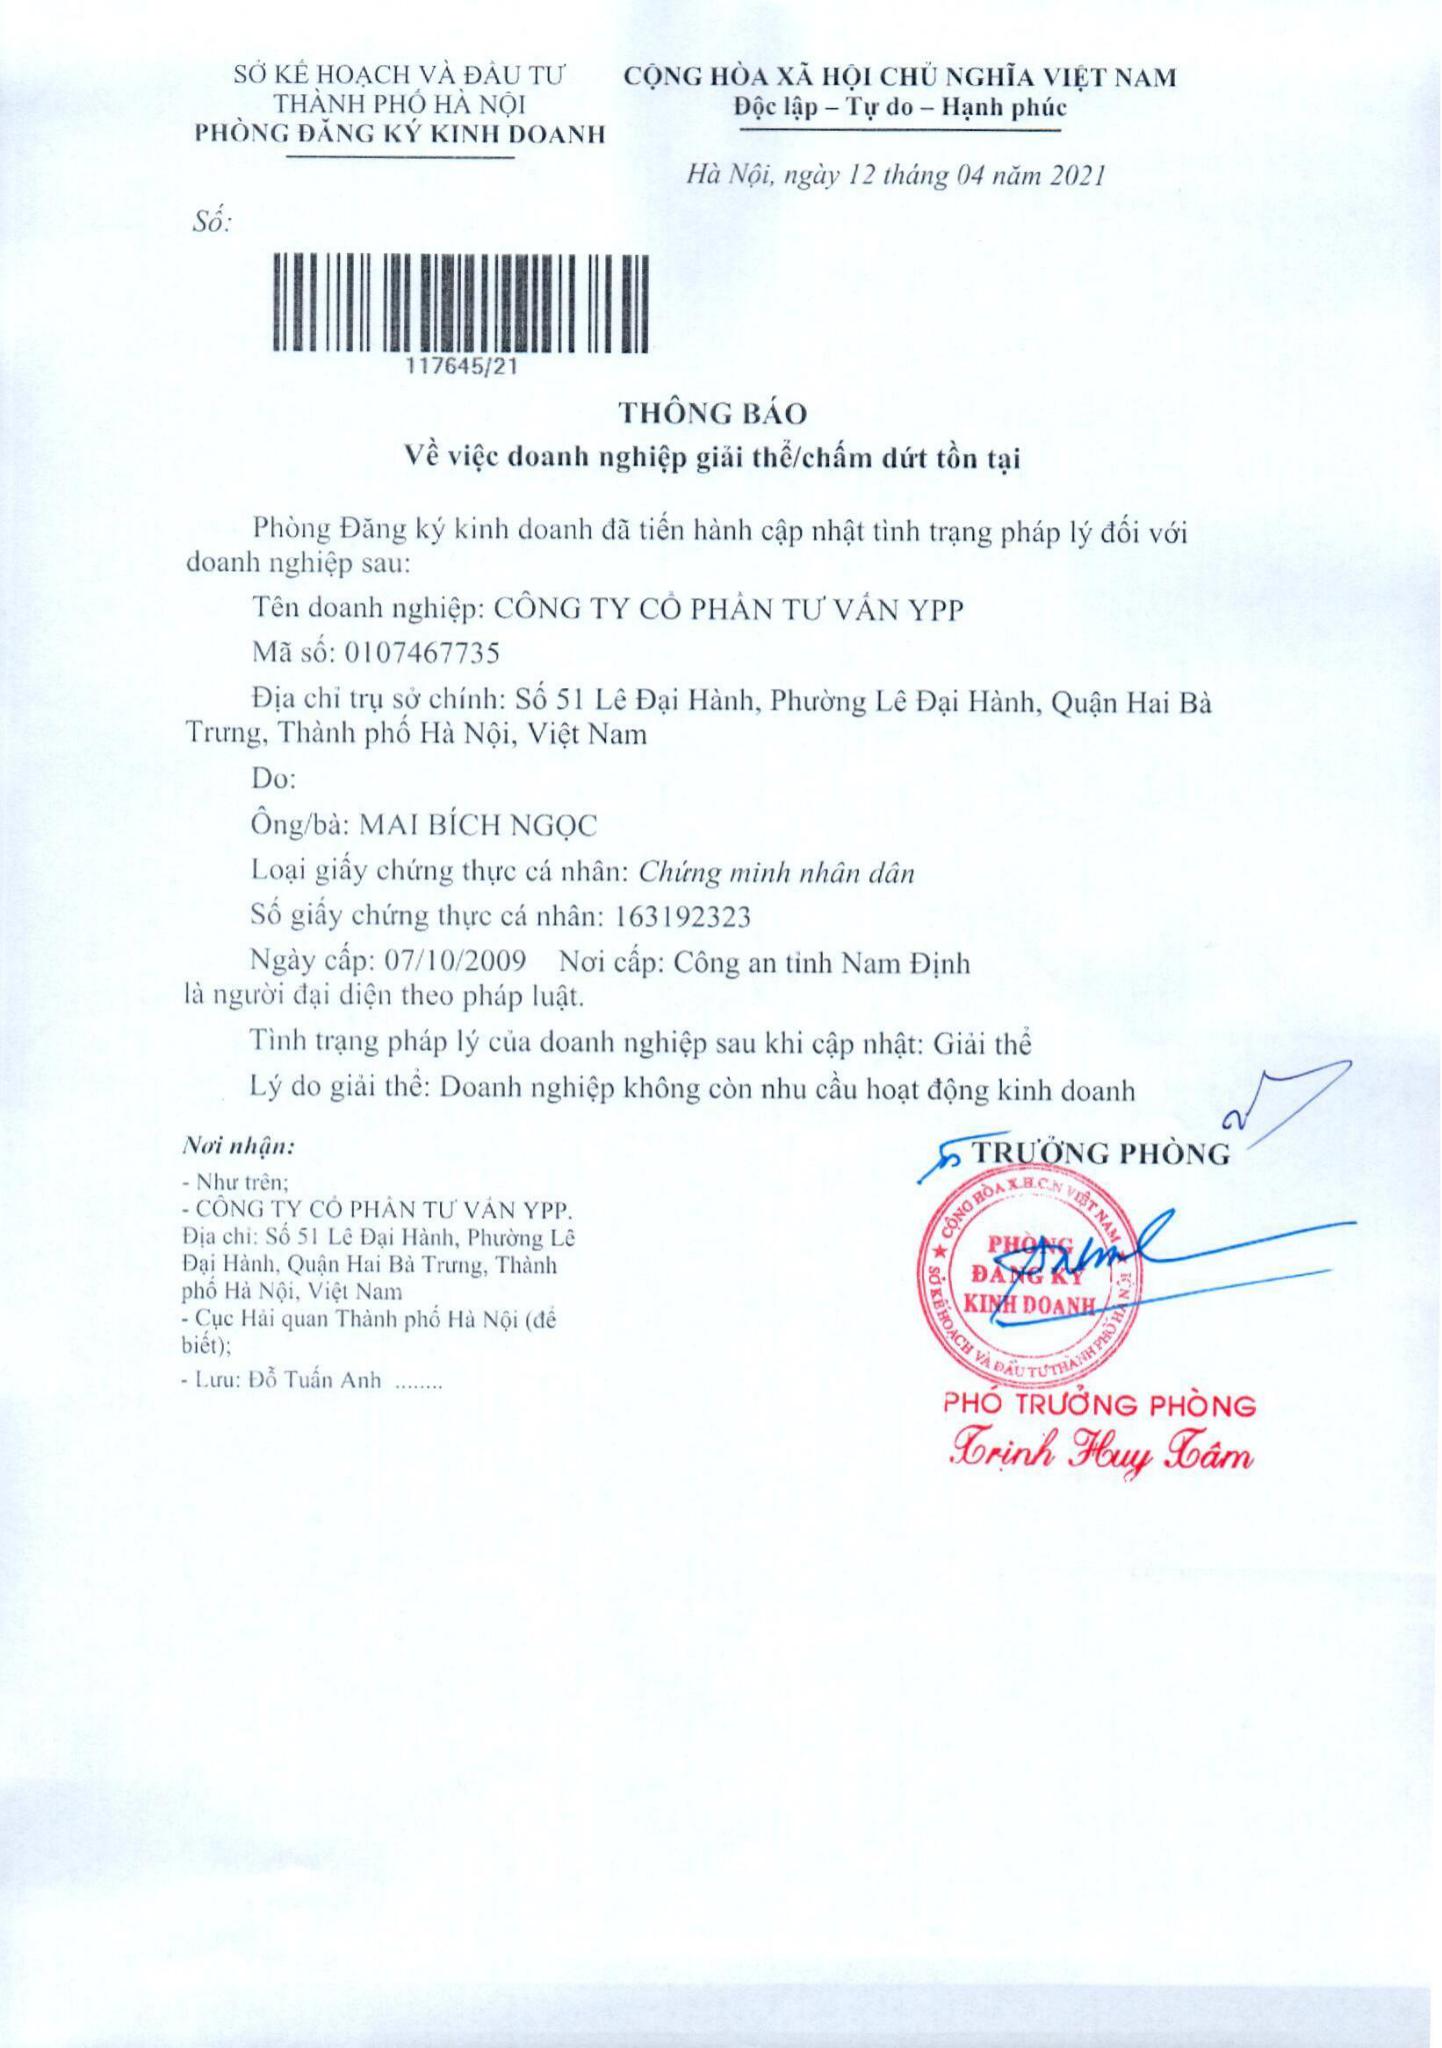 SỞ KẾ HOẠCH VÀ ĐẦU TƯ
THÀNH PHỐ HÀ NỘI
PHÒNG ĐĂNG KÝ KINH DOANH
CỘNG HÒA XÃ HỘI CHỦ NGHĨA VIỆT NAM
Độc lập – Tự do – Hạnh phúc
Hà Nội, ngày 12 tháng 04 năm 2021
Số:
117645/21
THÔNG BÁO
Về việc doanh nghiệp giải thể/chấm dứt tồn tại
Phòng Đăng ký kinh doanh đã tiến hành cập nhật tình trạng pháp lý đối với
doanh nghiệp sau:
Tên doanh nghiệp: CÔNG TY CỔ PHẦN TƯ VẤN YPP
Mã số: 0107467735
Địa chỉ trụ sở chính: Số 51 Lê Đại Hành, Phường Lê Đại Hành, Quận Hai Bà
Trưng, Thành phố Hà Nội, Việt Nam
Do:
Ông/bà: MAI BÍCH NGỌC
Loại giấy chứng thực cá nhân: Chứng minh nhân dân
Số giấy chứng thực cá nhân: 163192323
Ngày cấp: 07/10/2009 Nơi cấp: Công an tỉnh Nam Định
là người đại diện theo pháp luật.
Tình trạng pháp lý của doanh nghiệp sau khi cập nhật: Giải thể
Lý do giải thể: Doanh nghiệp không còn nhu cầu hoạt động kinh doanh
Nơi nhận:
- Như trên;
- CÔNG TY CỔ PHẦN TƯ VẤN YPP.
Địa chỉ: Số 51 Lê Đại Hành, Phường Lê
Đại Hành, Quận Hai Bà Trưng, Thành
phố Hà Nội, Việt Nam
- Cục Hải quan Thành phố Hà Nội (để
biết);
- Lưu: Đỗ Tuấn Anh ........
TRƯỞNG PHÒNG
CỘNG HÒA X.H.C.N VIỆT NAM
PHÒNG
ĐĂNG KÝ
KINH DOANH
SỞ KẾ HOẠCH VÀ ĐẦU TƯ THÀNH PHỐ HÀ NỘI
PHÓ TRƯỞNG PHÒNG
Trịnh Huy Tâm